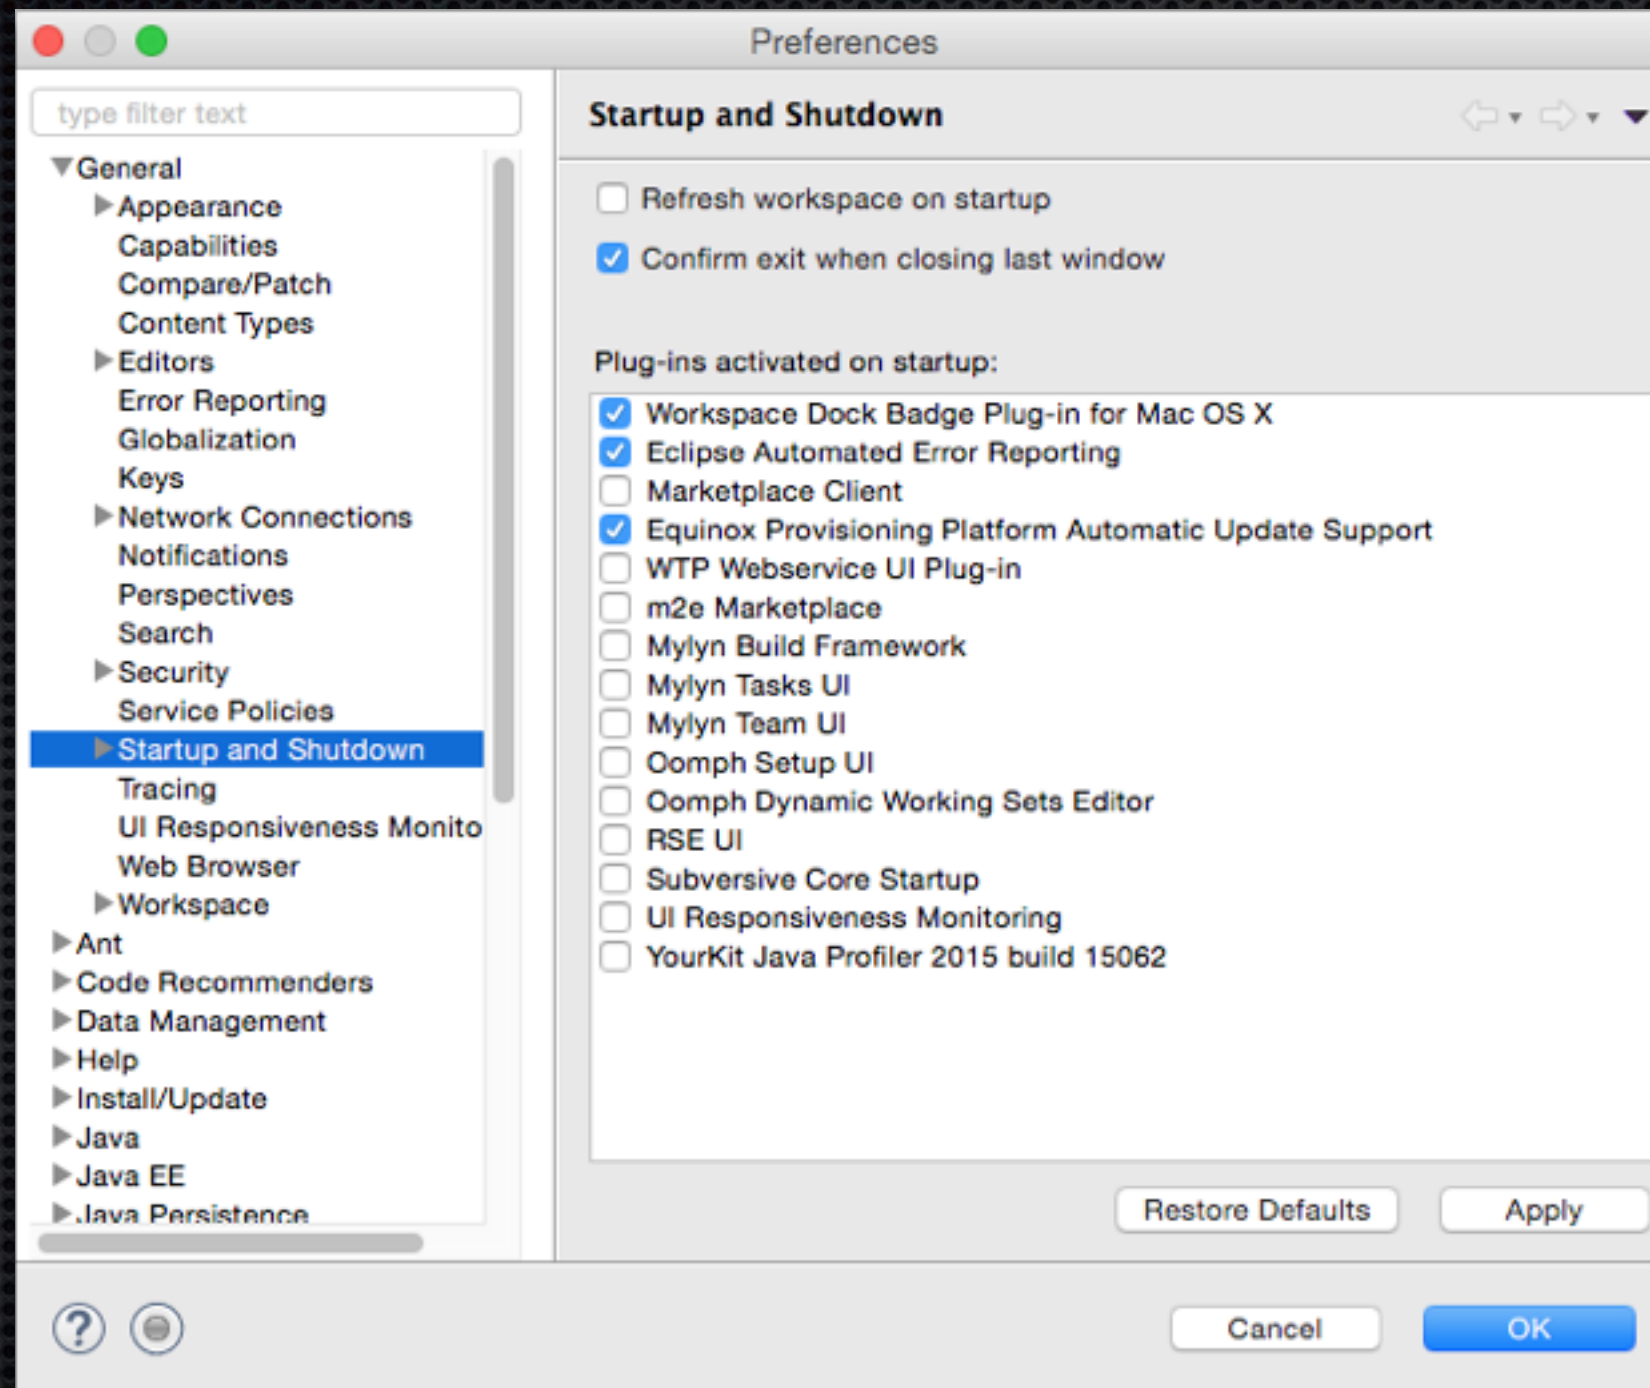 Preferences
type filter text
General
Appearance
Capabilities
Compare/Patch
Content Types
Editors
Error Reporting
Globalization
Keys
Network Connections
Notifications
Perspectives
Search
Security
Service Policies
Startup and Shutdown
Tracing
UI Responsiveness Monito
Web Browser
Workspace
Ant
Code Recommenders
Data Management
Help
Install/Update
Java
Java EE
Java Persistence
Startup and Shutdown
Refresh workspace on startup
Confirm exit when closing last window
Plug-ins activated on startup:
Workspace Dock Badge Plug-in for Mac OS X
Eclipse Automated Error Reporting
Marketplace Client
Equinox Provisioning Platform Automatic Update Support
WTP Webservice UI Plug-in
m2e Marketplace
Mylyn Build Framework
Mylyn Tasks UI
Mylyn Team UI
Oomph Setup UI
Oomph Dynamic Working Sets Editor
RSE UI
Subversive Core Startup
UI Responsiveness Monitoring
YourKit Java Profiler 2015 build 15062
Restore Defaults
Apply
?
Cancel
OK